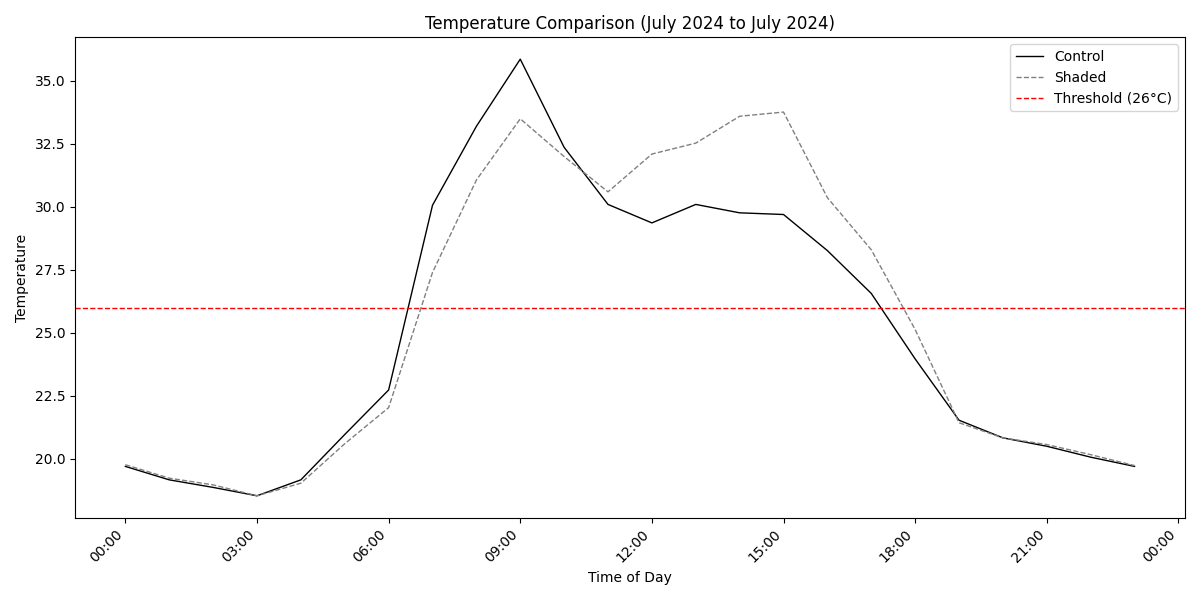 Temperature Comparison (July 2024 to July 2024)
Control
Shaded
Threshold (26°C)
Temperature
35.0
32.5
30.0
27.5
25.0
22.5
20.0
00:00
03:00
06:00
09:00
12:00
15:00
18:00
21:00
00:00
Time of Day